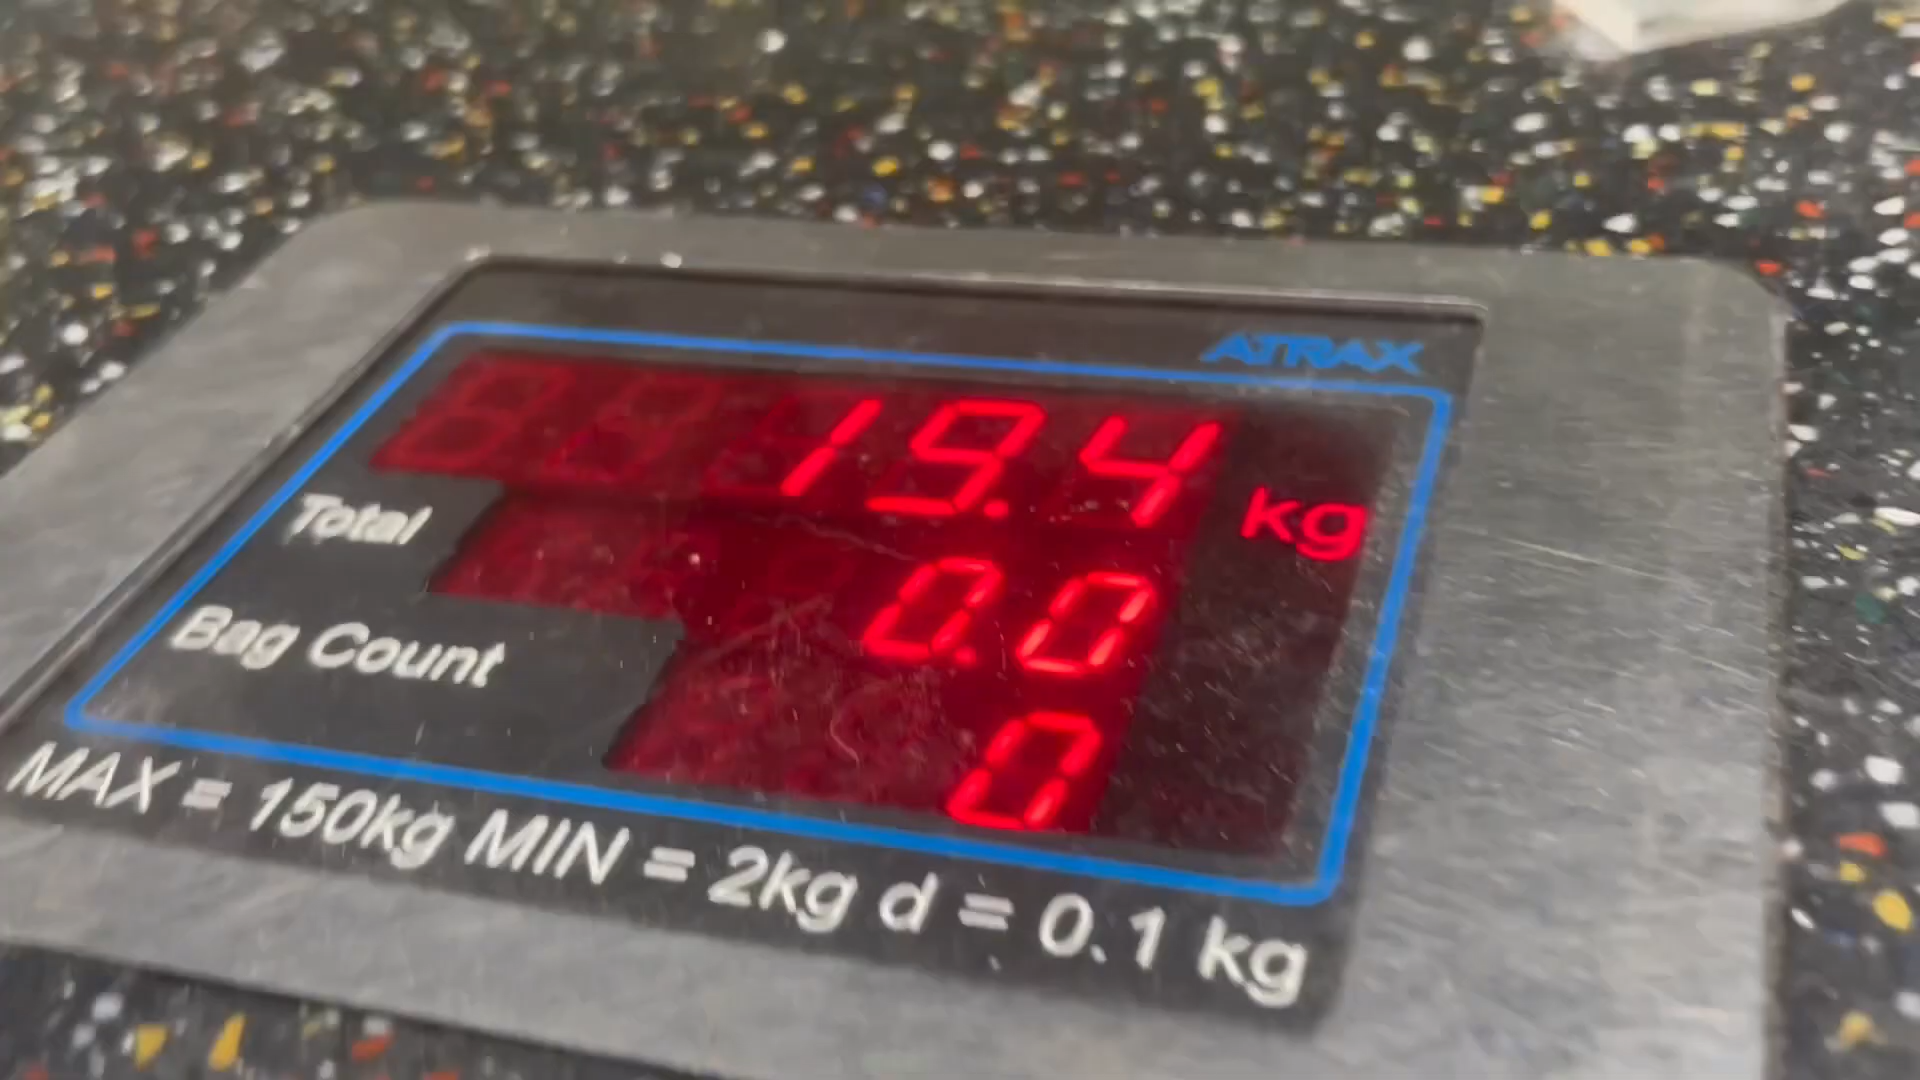 ATRAX
19.4 kg
Total 0.0
Bag Count 0
MAX = 150kg MIN = 2kg d = 0.1 kg